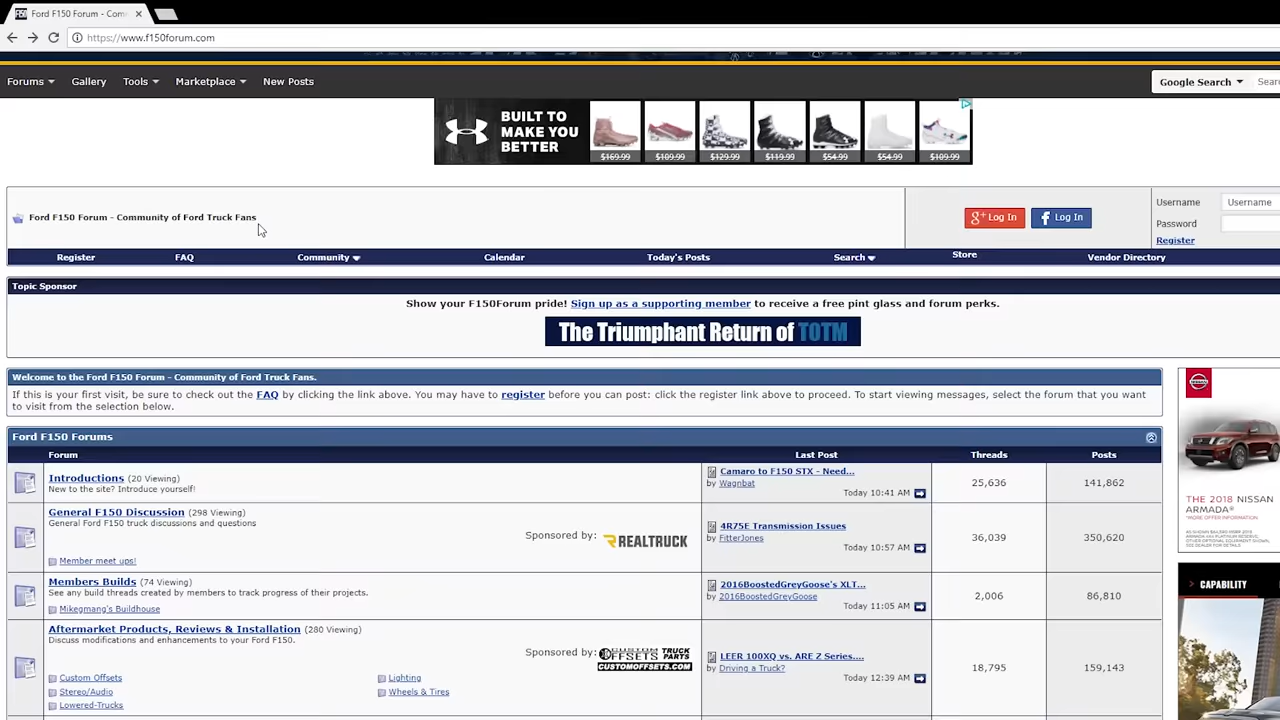 Ford F150 Forum - Com
https://www.f150forum.com
Forums Gallery Tools Marketplace New Posts
Google Search
BUILT TO
MAKE YOU
BETTER
$169.99 $109.99 $129.99 $119.99 $54.99 $54.99 $109.99
Ford F150 Forum - Community of Ford Truck Fans
g+ Log In
f Log In
Username Username
Password
Register
Register FAQ Community Calendar Today's Posts Search Store Vendor Directory
Topic Sponsor
Show your F150Forum pride! Sign up as a supporting member to receive a free pint glass and forum perks.
The Triumphant Return of TOTM
Welcome to the Ford F150 Forum - Community of Ford Truck Fans.
If this is your first visit, be sure to check out the FAQ by clicking the link above. You may have to register before you can post: click the register link above to proceed. To start viewing messages, select the forum that you want
to visit from the selection below.
Ford F150 Forums
Forum Last Post Threads Posts
Introductions (20 Viewing)
New to the site? Introduce yourself!
Camaro to F150 STX - Need...
by Wagnbat
Today 10:41 AM
25,636 141,862
General F150 Discussion (298 Viewing)
General Ford F150 truck discussions and questions
Sponsored by: REALTRUCK
Member meet ups!
4R75E Transmission Issues
by FitterJones
Today 10:57 AM
36,039 350,620
Members Builds (74 Viewing)
See any build threads created by members to track progress of their projects.
Mikegmang's Buildhouse
2016BoostedGreyGoose's XLT...
by 2016BoostedGreyGoose
Today 11:05 AM
2,006 86,810
Aftermarket Products, Reviews & Installation (280 Viewing)
Discuss modifications and enhancements to your Ford F150.
Sponsored by: CUSTOM OFFSETS TRUCK PARTS
CUSTOMOFFSETS.COM
Custom Offsets Lighting
Stereo/Audio Wheels & Tires
Lowered-Trucks
LEER 100XQ vs. ARE Z Series....
by Driving a Truck?
Today 12:39 AM
18,795 159,143
THE 2018 NISSAN
ARMADA®
*MORE OFFER INFORMATION
CAPABILITY